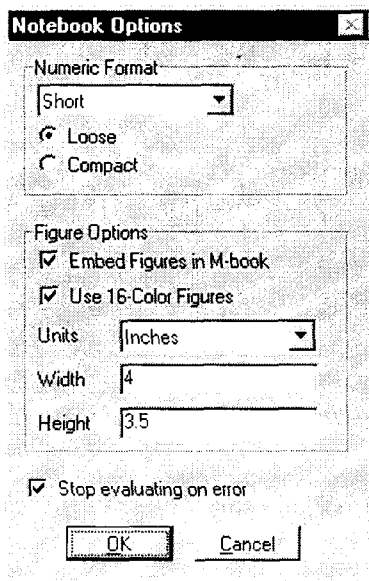 Notebook Options
Numeric Format
Short
Loose
Compact
Figure Options
Embed Figures in M-book
Use 16-Color Figures
Units Inches
Width 4
Height 3.5
Stop evaluating on error
OK Cancel